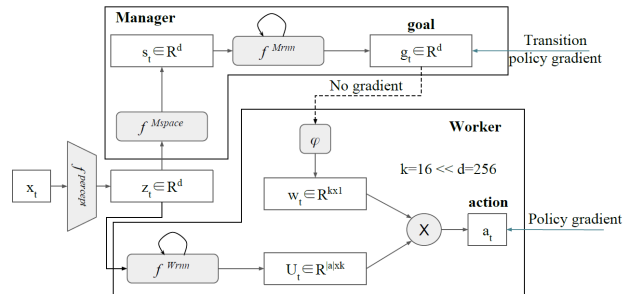 Manager
goal
s_t ∈ R^d
f^Mrnn
g_t ∈ R^d
Transition
policy gradient
No gradient
f^Mspace
Worker
φ
k=16 << d=256
x_t
f^percept
z_t ∈ R^d
w_t ∈ R^kx1
action
X
a_t
Policy gradient
f^Wrnn
U_t ∈ R^|a|xk